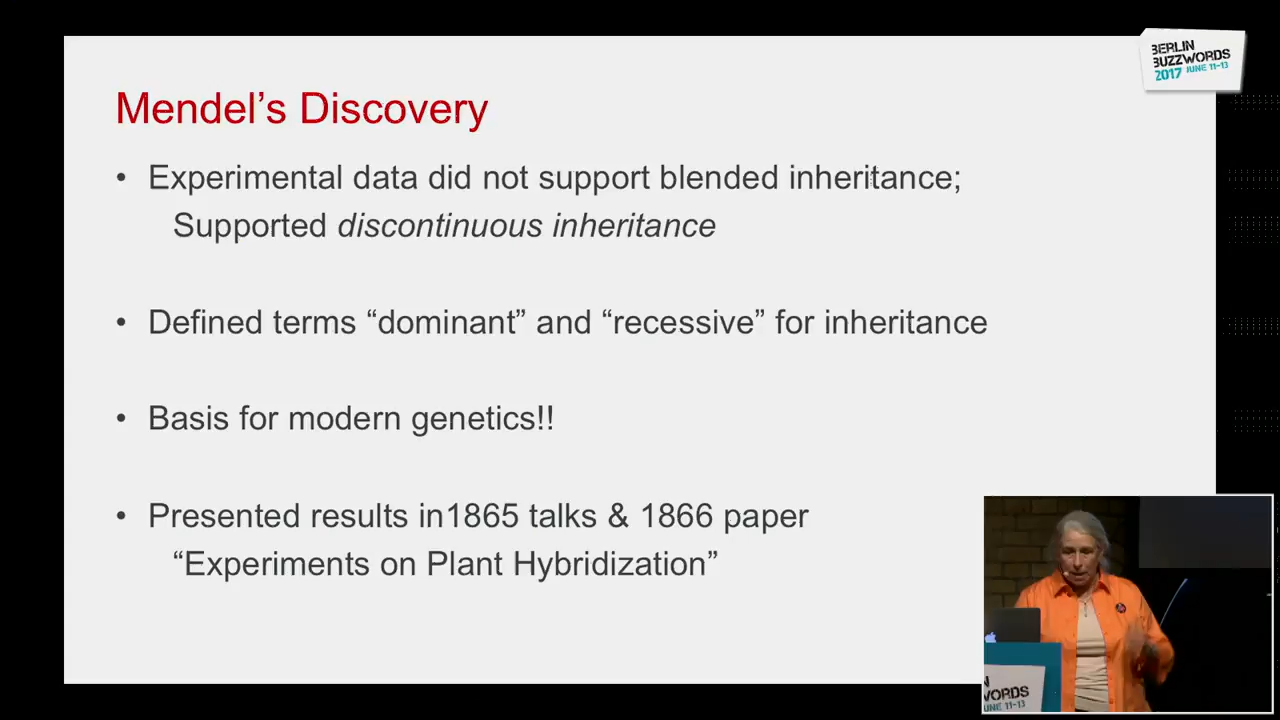 BERLIN
BUZZWORDS
2017 JUNE 11-13
Mendel's Discovery
• Experimental data did not support blended inheritance;
Supported discontinuous inheritance
• Defined terms “dominant” and “recessive” for inheritance
• Basis for modern genetics!!
• Presented results in1865 talks & 1866 paper
“Experiments on Plant Hybridization”
N
WORDS
UNE 11-13